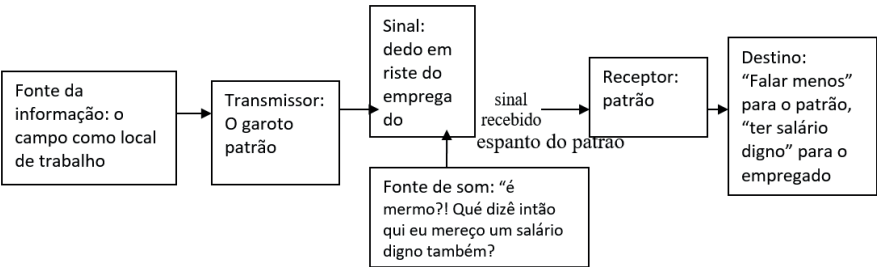 Fonte da
informação: o
campo como local
de trabalho
Transmissor:
O garoto
patrão
Sinal:
dedo em
riste do
emprega
do
sinal
recebido
espanto do patrão
Fonte de som: “é
mermo?! Qué dizê intão
qui eu mereço um salário
digno também?
Receptor:
patrão
Destino:
“Falar menos”
para o patrão,
“ter salário
digno” para o
empregado